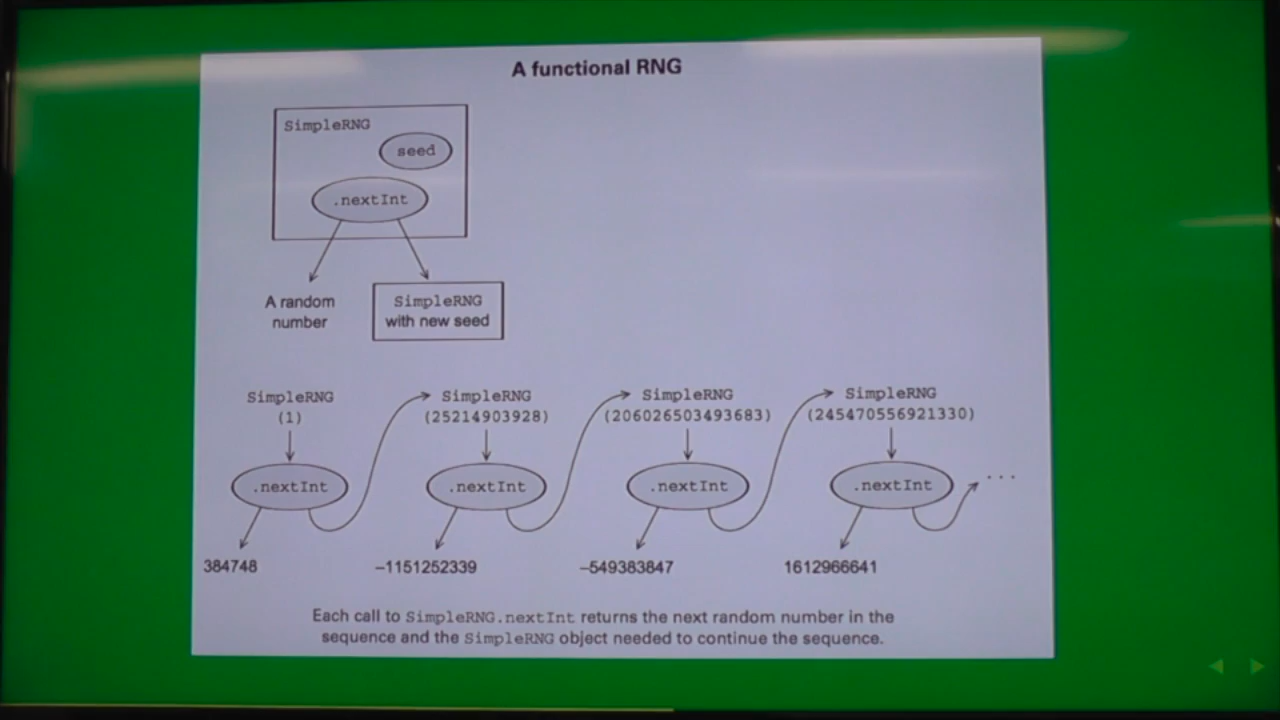 A functional RNG
SimpleRNG
seed
.nextInt
A random
number
SimpleRNG
with new seed
SimpleRNG
(1)
SimpleRNG
(25214903928)
SimpleRNG
(206026503493683)
SimpleRNG
(245470556921330)
.nextInt
.nextInt
.nextInt
.nextInt
...
384748
–1151252339
–549383847
1612966641
Each call to SimpleRNG.nextInt returns the next random number in the
sequence and the SimpleRNG object needed to continue the sequence.